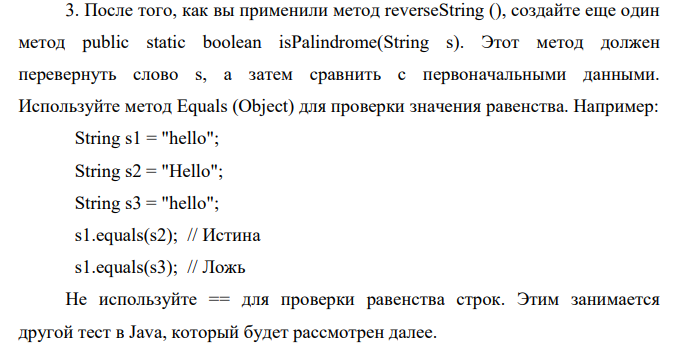 3. После того, как вы применили метод reverseString (), создайте еще один
метод public static boolean isPalindrome(String s). Этот метод должен
перевернуть слово s, а затем сравнить с первоначальными данными.
Используйте метод Equals (Object) для проверки значения равенства. Например:
String s1 = "hello";
String s2 = "Hello";
String s3 = "hello";
s1.equals(s2); // Истина
s1.equals(s3); // Ложь
Не используйте == для проверки равенства строк. Этим занимается
другой тест в Java, который будет рассмотрен далее.